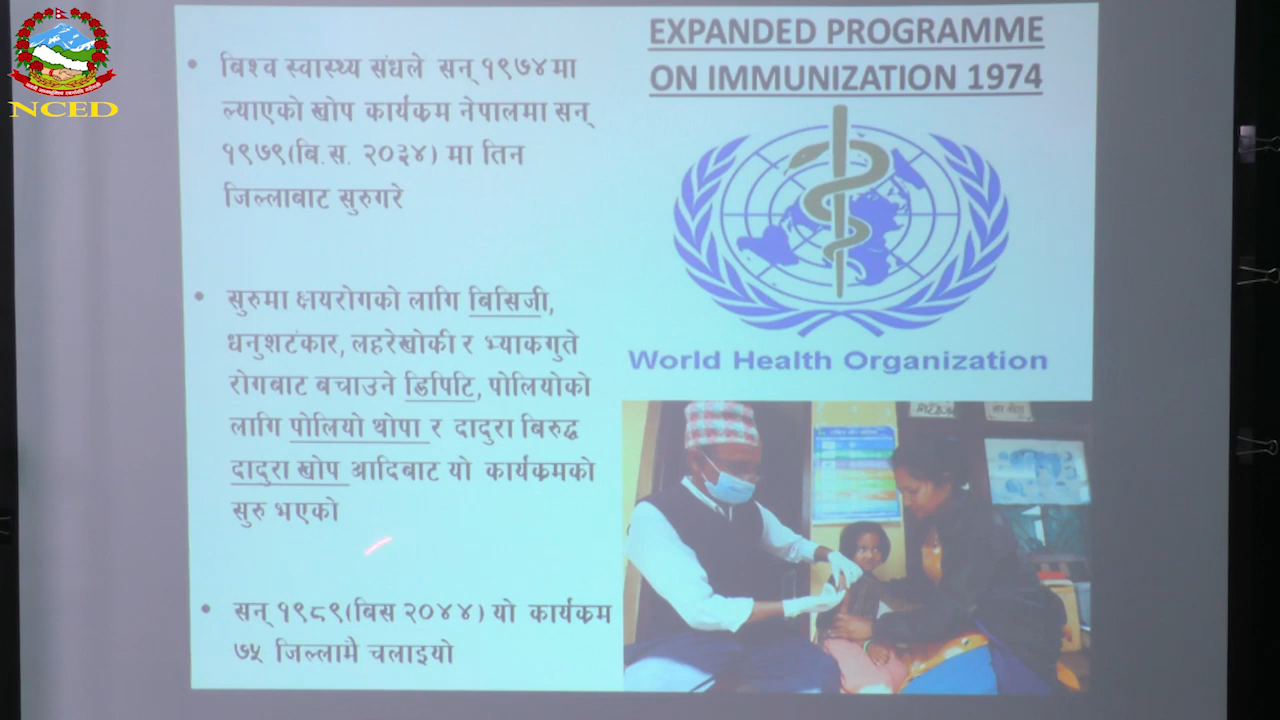 NCED
EXPANDED PROGRAMME
ON IMMUNIZATION 1974
• विश्व स्वास्थ्य संघले सन् १९७४ मा
ल्याएको खोप कार्यक्रम नेपालमा सन्
१९७९(बि.स. २०३४) मा तिन
जिल्लाबाट सुरुगरे
• सुरुमा क्षयरोगको लागि बिसिजी,
धनुशटंकार, लहरेखोकी र भ्याकगुते
रोगबाट बचाउने डिपिटि, पोलियोको
लागि पोलियो थोपा र दादुरा बिरुद्ध
दादुरा खोप आदिबाट यो कार्यक्रमको
सुरु भएको
• सन् १९८९(बिस २०४४) यो कार्यक्रम
७५ जिल्लामै चलाइयो
World Health Organization